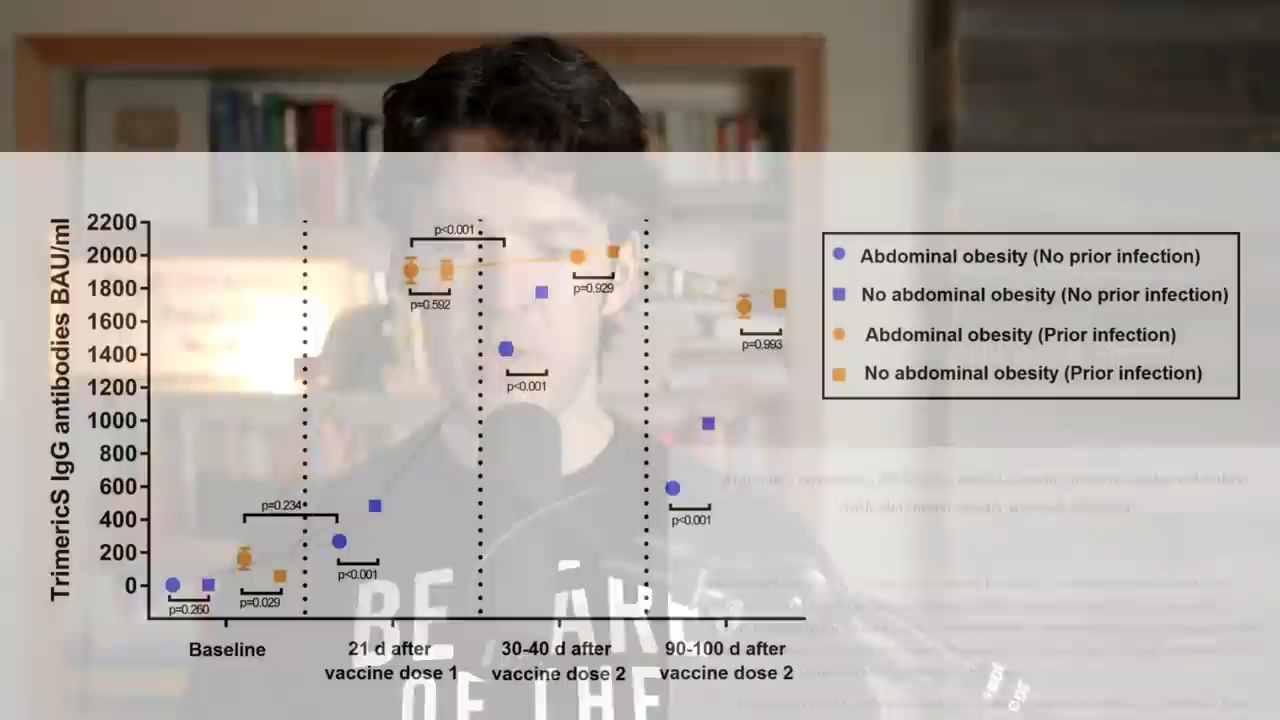 TrimericS IgG antibodies BAU/ml
2200
2000
1800
1600
1400
1200
1000
800
600
400
200
0
p=0.260
p=0.029
p=0.234
p<0.001
p<0.001
p=0.592
p<0.001
p=0.929
p<0.001
p=0.993
Baseline
21 d after
vaccine dose 1
30-40 d after
vaccine dose 2
90-100 d after
vaccine dose 2
Abdominal obesity (No prior infection)
No abdominal obesity (No prior infection)
Abdominal obesity (Prior infection)
No abdominal obesity (Prior infection)
BE
OF THE